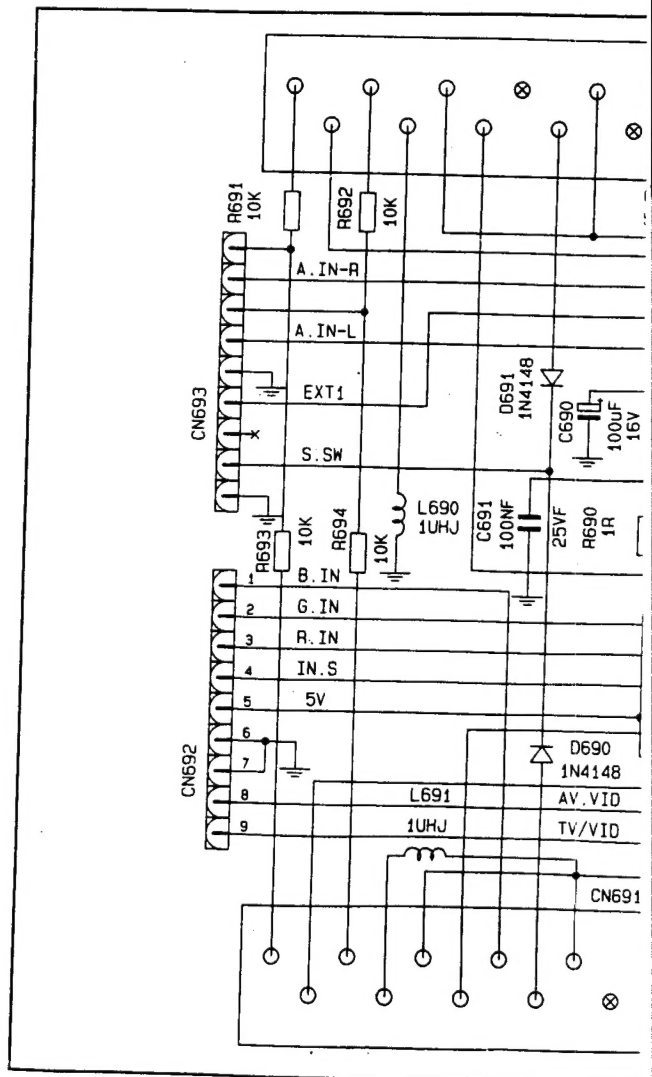 R691
10K
R692
10K
A.IN-R
A.IN-L
EXT1
S.SW
CN693
D691
1N4148
C690
100uF
16V
+
L690
1UHJ
C691
100NF
25VF
R690
1R
R693
10K
R694
10K
1 B.IN
2 G.IN
3 R.IN
4 IN.S
5 5V
6
7
8
9
CN692
D690
1N4148
L691
AV.VID
1UHJ
TV/VID
CN691